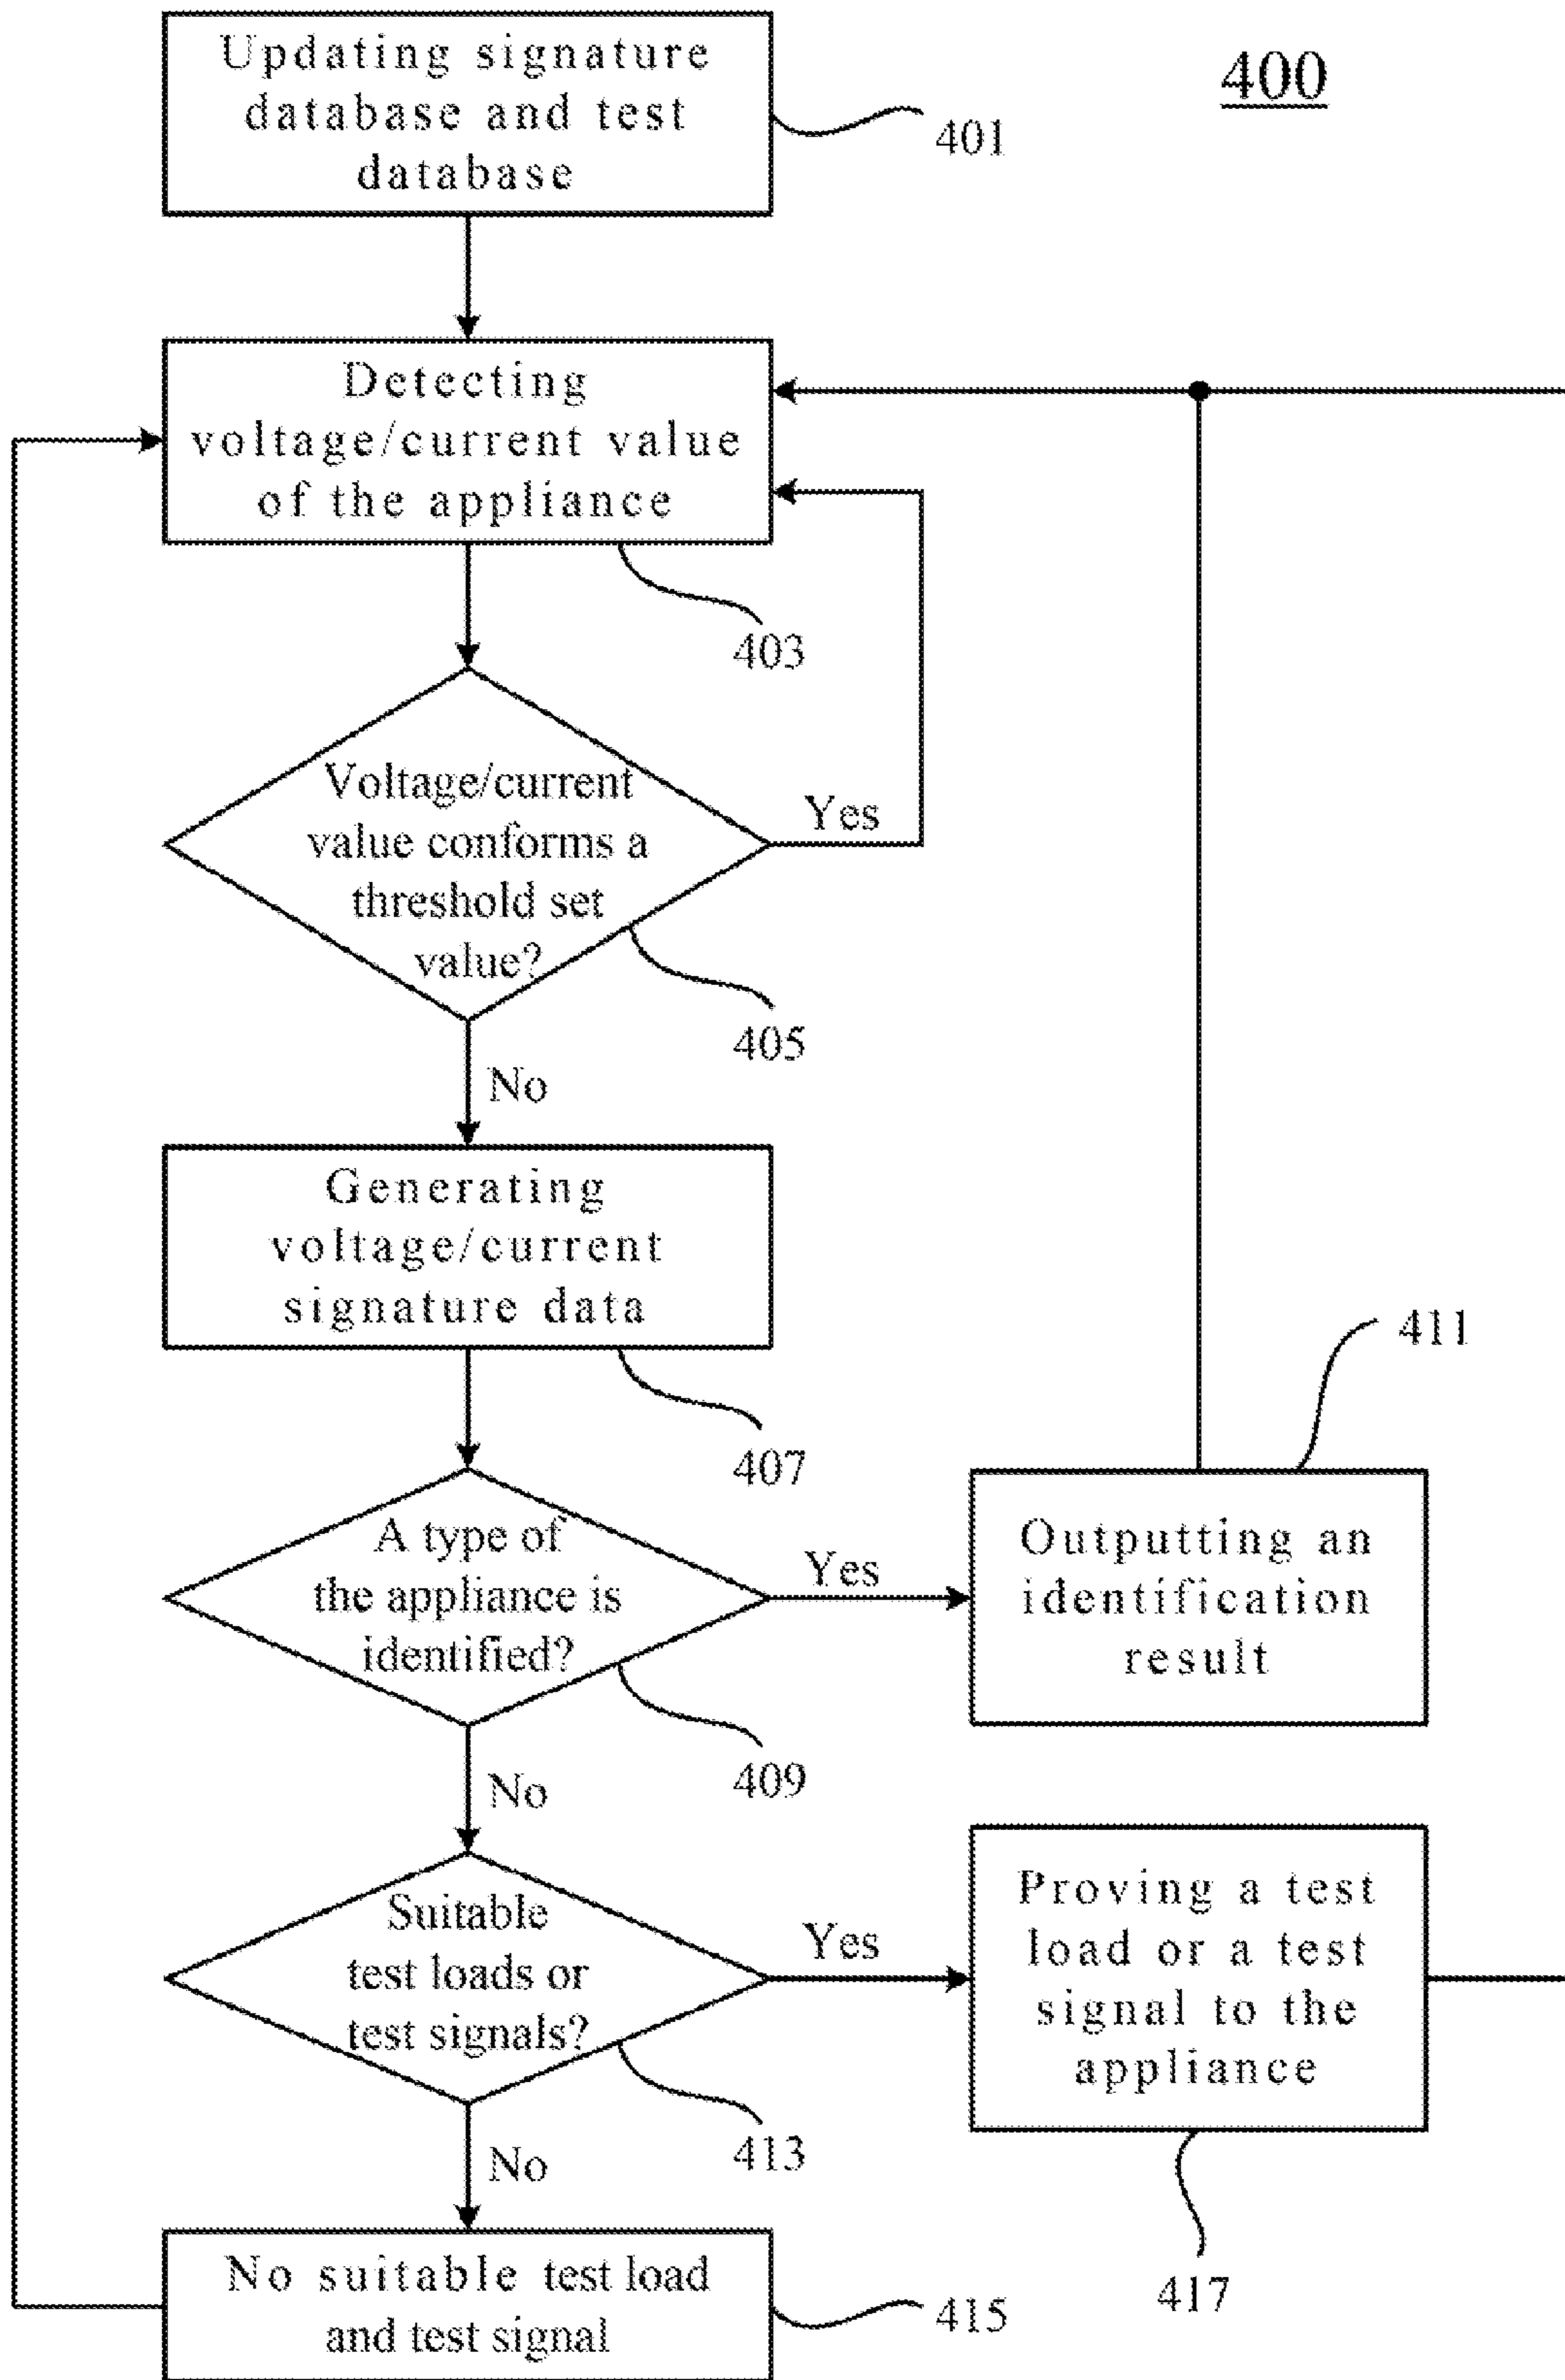 Updating signature
database and test
database
400
401
Detecting
voltage/current value
of the appliance
403
Voltage/current
value conforms a
threshold set
value?
Yes
405
No
Generating
voltage/current
signature data
407
411
A type of
the appliance is
identified?
Yes
Outputting an
identification
result
409
No
Suitable
test loads or
test signals?
Yes
Proving a test
load or a test
signal to the
appliance
413
No
417
No suitable test load
and test signal
415